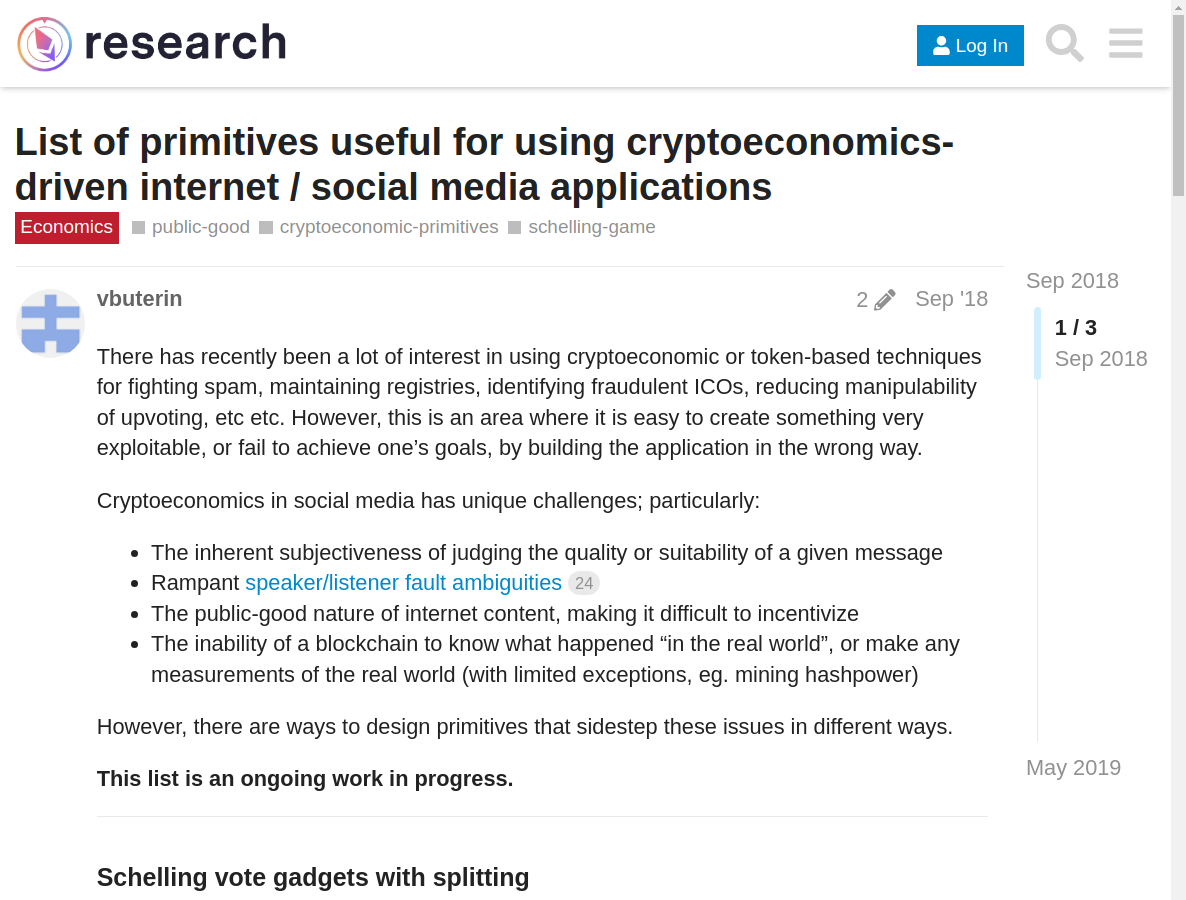 research
Log In
List of primitives useful for using cryptoeconomics-
driven internet / social media applications
Economics public-good cryptoeconomic-primitives schelling-game
vbuterin
2 Sep '18
There has recently been a lot of interest in using cryptoeconomic or token-based techniques
for fighting spam, maintaining registries, identifying fraudulent ICOs, reducing manipulability
of upvoting, etc etc. However, this is an area where it is easy to create something very
exploitable, or fail to achieve one’s goals, by building the application in the wrong way.
Cryptoeconomics in social media has unique challenges; particularly:
The inherent subjectiveness of judging the quality or suitability of a given message
Rampant speaker/listener fault ambiguities 24
The public-good nature of internet content, making it difficult to incentivize
The inability of a blockchain to know what happened “in the real world”, or make any
measurements of the real world (with limited exceptions, eg. mining hashpower)
However, there are ways to design primitives that sidestep these issues in different ways.
This list is an ongoing work in progress.
Schelling vote gadgets with splitting
Sep 2018
1 / 3
Sep 2018
May 2019